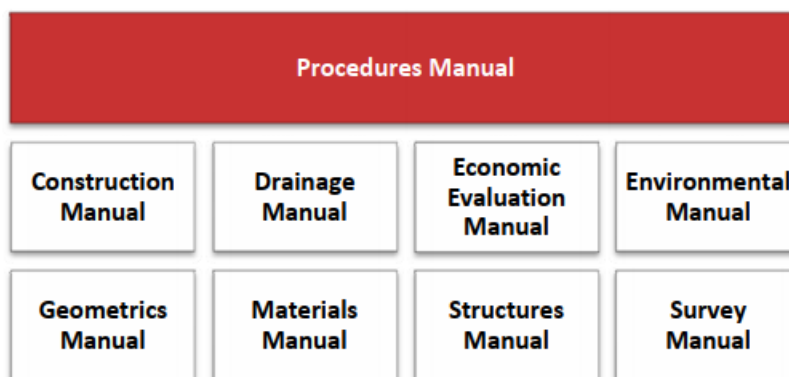 Procedures Manual
Construction
Manual
Drainage
Manual
Economic
Evaluation
Manual
Environmental
Manual
Geometrics
Manual
Materials
Manual
Structures
Manual
Survey
Manual